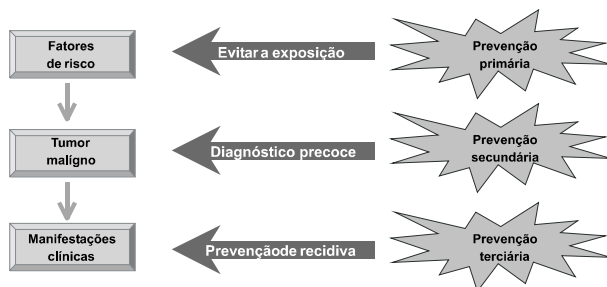 Fatores
de risco
Evitar a exposição
Prevenção
primária
Tumor
malígno
Diagnóstico precoce
Prevenção
secundária
Manifestações
clínicas
Prevençãode recidiva
Prevenção
terciária